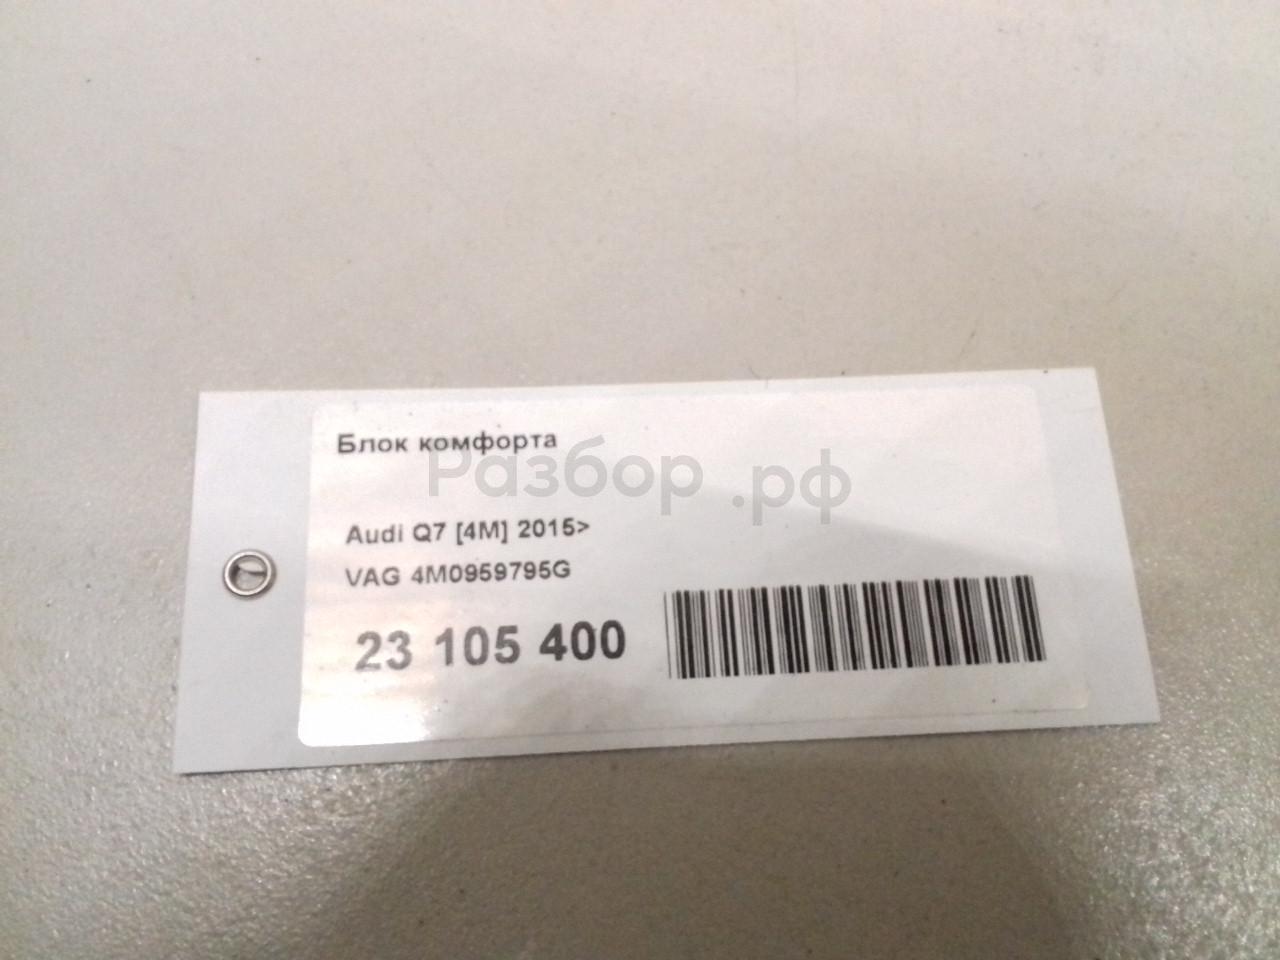 Блок комфорта
Разбор.рф
Audi Q7 [4M] 2015>
VAG 4M0959795G
23 105 400